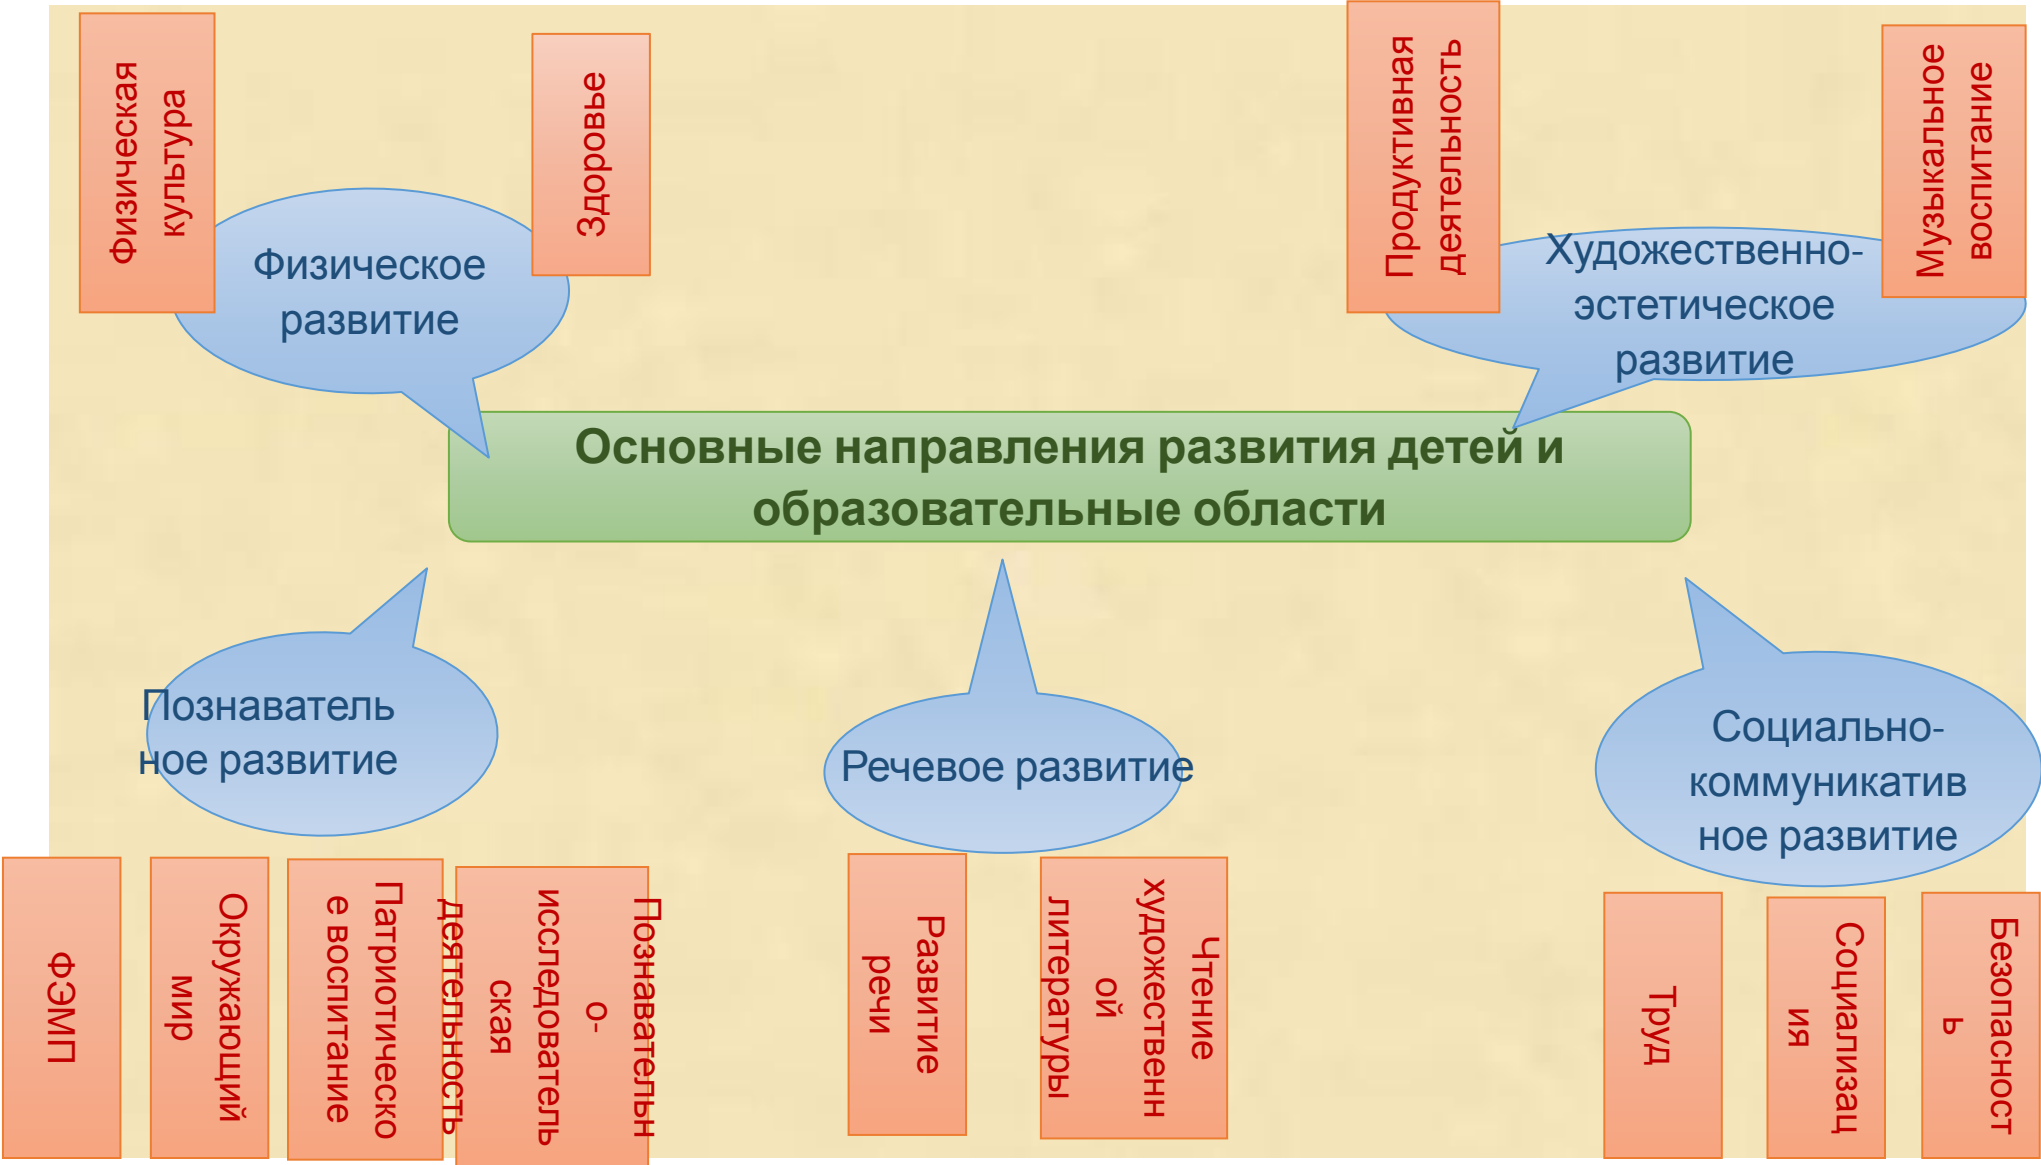 Физическая
культура
Здоровье
Продуктивная
деятельность
Музыкальное
воспитание
Физическое
развитие
Художественно-
эстетическое
развитие
Основные направления развития детей и
образовательные области
Познаватель
ное развитие
Речевое развитие
Социально-
коммуникатив
ное развитие
ФЭМП
Окружающий
мир
Патриотическо
е воспитание
Познавательн
о-
исследователь
ская
деятельность
Развитие
речи
Чтение
художественн
ой
литературы
Труд
Социализац
ия
Безопасност
ь